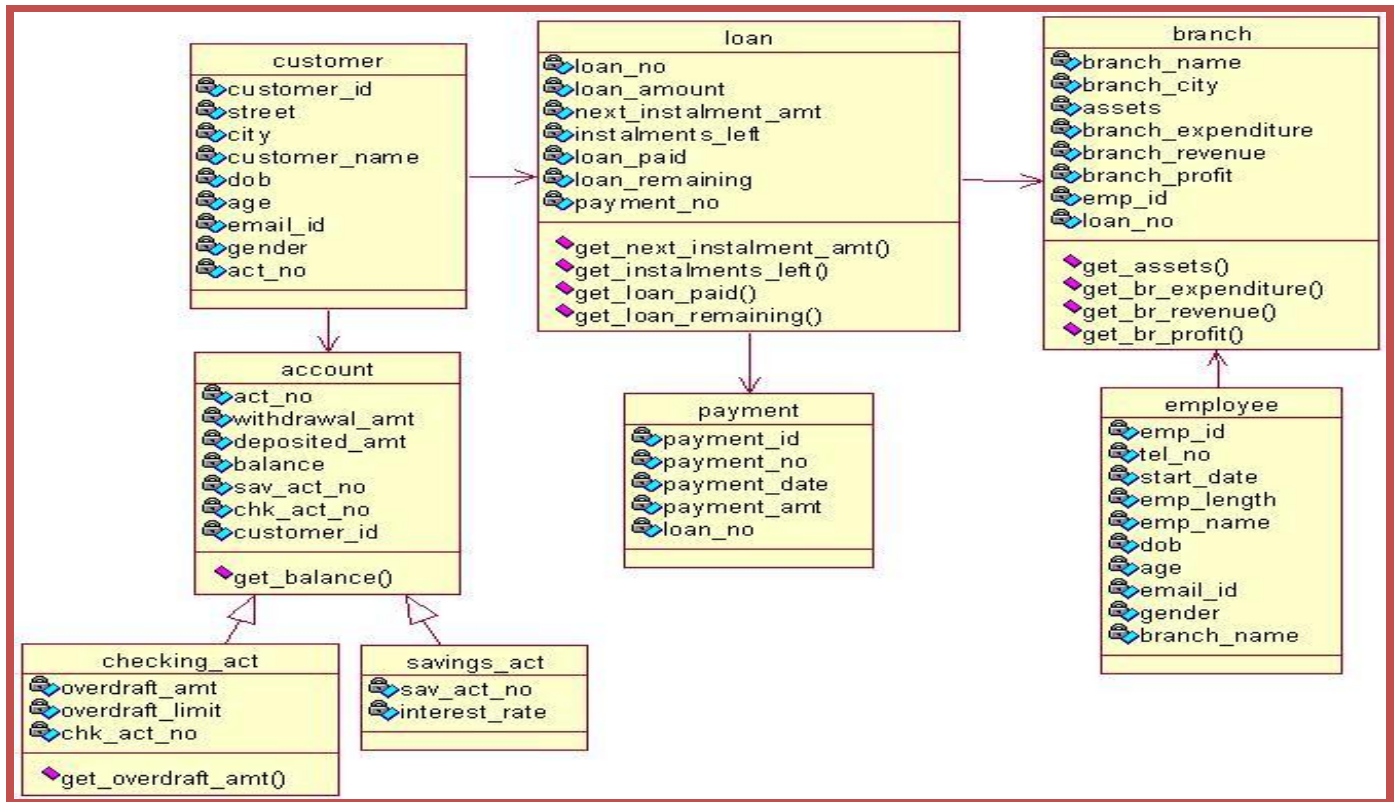 customer
customer_id
street
city
customer_name
dob
age
email_id
gender
act_no
loan
loan_no
loan_amount
next_instalment_amt
instalments_left
loan_paid
loan_remaining
payment_no
get_next_instalment_amt()
get_instalments_left()
get_loan_paid()
get_loan_remaining()
branch
branch_name
branch_city
assets
branch_expenditure
branch_revenue
branch_profit
emp_id
loan_no
get_assets()
get_br_expenditure()
get_br_revenue()
get_br_profit()
account
act_no
withdrawal_amt
deposited_amt
balance
sav_act_no
chk_act_no
customer_id
get_balance()
payment
payment_id
payment_no
payment_date
payment_amt
loan_no
employee
emp_id
tel_no
start_date
emp_length
emp_name
dob
age
email_id
gender
branch_name
checking_act
overdraft_amt
overdraft_limit
chk_act_no
get_overdraft_amt()
savings_act
sav_act_no
interest_rate